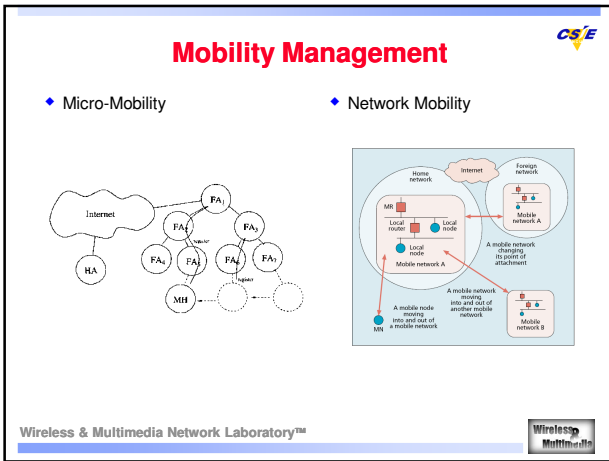 CSIE
Mobility Management
Micro-Mobility
Network Mobility
Internet
HA
FA1
FA2
FA3
FA4
FA5
FA6
FA7
MH
Home
network
Internet
Foreign
network
MR
Local
router
Local
node
Local
node
Mobile network A
Mobile
network A
A mobile network
changing
its point of
attachment
A mobile network
moving
into and out of
another mobile
network
Mobile
network B
A mobile node
moving
into and out of
a mobile network
MN
Wireless & Multimedia Network Laboratory™
Wireless
Multimedia